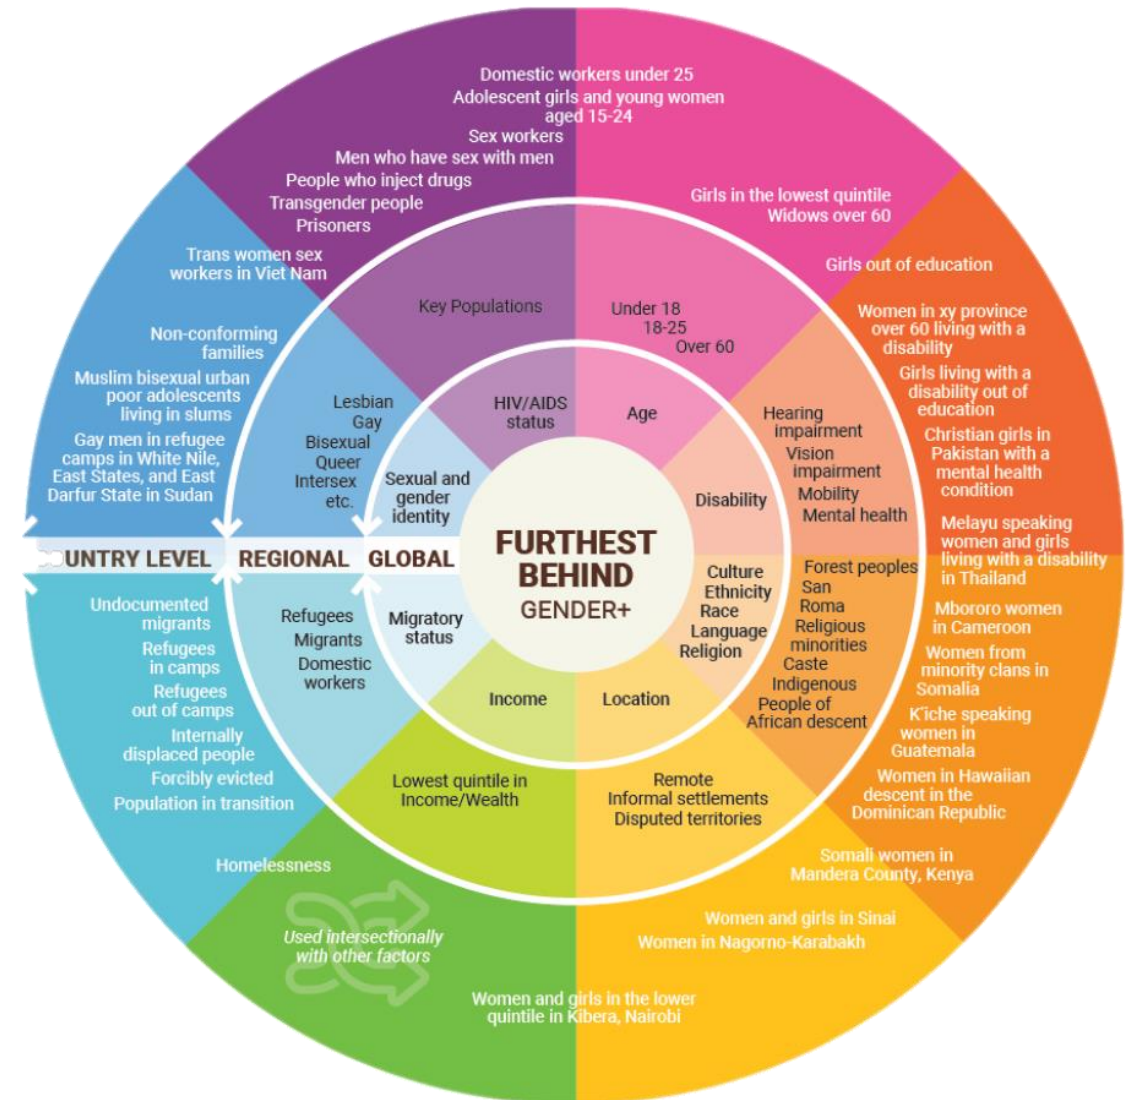 Domestic workers under 25
Adolescent girls and young women
aged 15-24
Sex workers
Men who have sex with men
People who inject drugs
Transgender people
Prisoners
Girls in the lowest quintile
Widows over 60
Girls out of education
Women in xy province
over 60 living with a
disability
Girls living with a
disability out of
education
Christian girls in
Pakistan with a
mental health
condition
Melayu speaking
women and girls
living with a disability
in Thailand
Mbororo women
in Cameroon
Women from
minority clans in
Somalia
K'iche speaking
women in
Guatemala
Women in Hawaiian
descent in the
Dominican Republic
Somali women in
Mandera County, Kenya
Women and girls in Sinai
Women in Nagorno-Karabakh
Women and girls in the lower
quintile in Kibera, Nairobi
Used intersectionally
with other factors
Homelessness
Undocumented
migrants
Refugees
in camps
Refugees
out of camps
Internally
displaced people
Forcibly evicted
Population in transition
Trans women sex
workers in Viet Nam
Non-conforming
families
Muslim bisexual urban
poor adolescents
living in slums
Gay men in refugee
camps in White Nile,
East States, and East
Darfur State in Sudan
UNTRY LEVEL
REGIONAL
GLOBAL
Key Populations
Under 18
18-25
Over 60
Hearing
impairment
Vision
impairment
Mobility
Mental health
Forest peoples
San
Roma
Religious
minorities
Caste
Indigenous
People of
African descent
Remote
Informal settlements
Disputed territories
Lowest quintile in
Income/Wealth
Refugees
Migrants
Domestic
workers
Lesbian
Gay
Bisexual
Queer
Intersex
etc.
HIV/AIDS
status
Age
Disability
Culture
Ethnicity
Race
Language
Religion
Location
Income
Migratory
status
Sexual and
gender
identity
FURTHEST
BEHIND
GENDER+